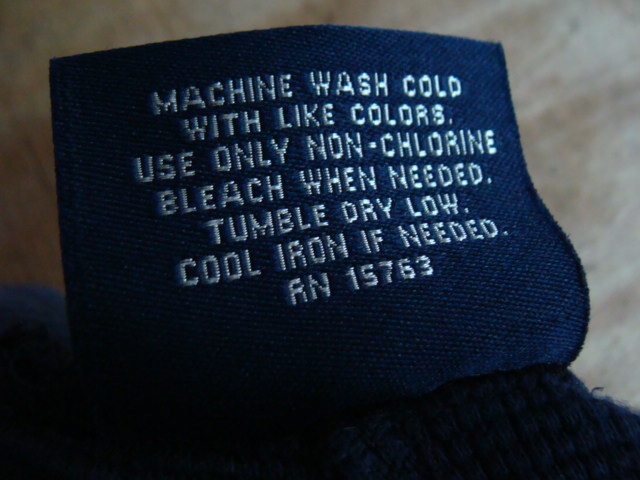 MACHINE WASH COLD
WITH LIKE COLORS.
USE ONLY NON-CHLORINE
BLEACH WHEN NEEDED.
TUMBLE DRY LOW.
COOL IRON IF NEEDED.
RN 15763